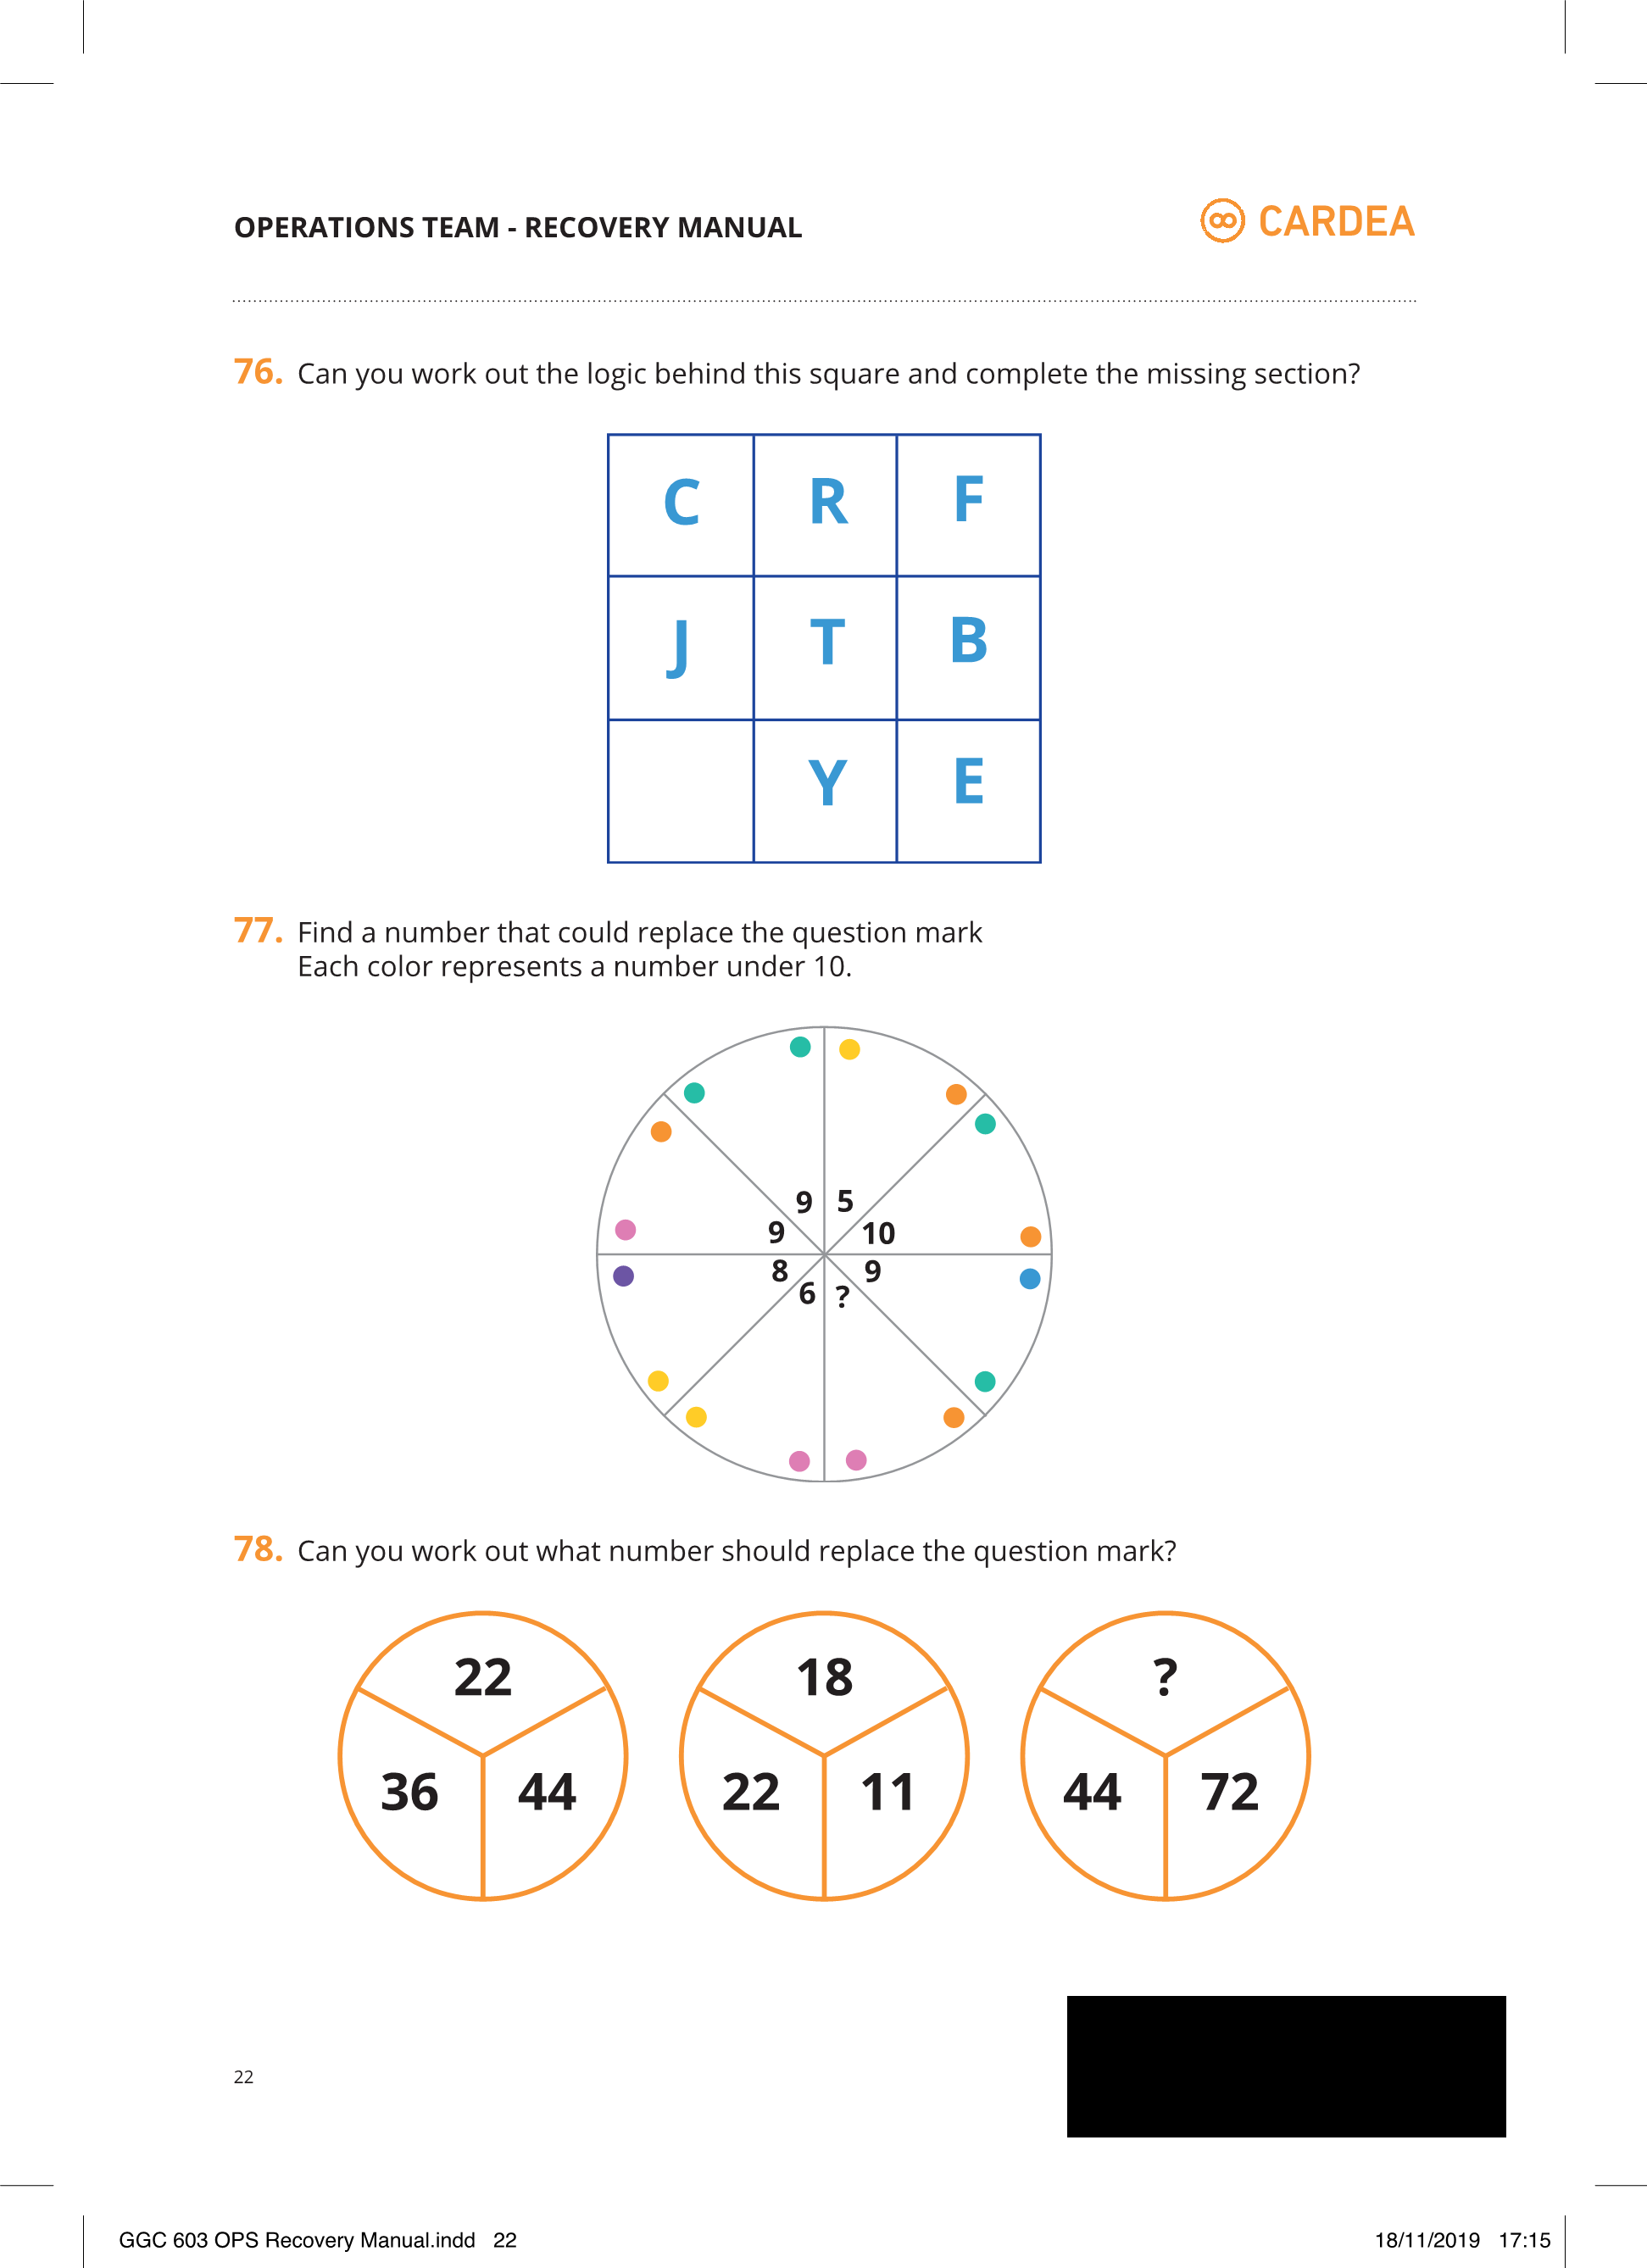 OPERATIONS TEAM - RECOVERY MANUAL
CARDEA
76. Can you work out the logic behind this square and complete the missing section?
C R F
J T B
Y E
77. Find a number that could replace the question mark
Each color represents a number under 10.
9 5
9 10
8 9
6 ?
78. Can you work out what number should replace the question mark?
22 18 ?
36 44 22 11 44 72
22
GGC 603 OPS Recovery Manual.indd 22
18/11/2019 17:15